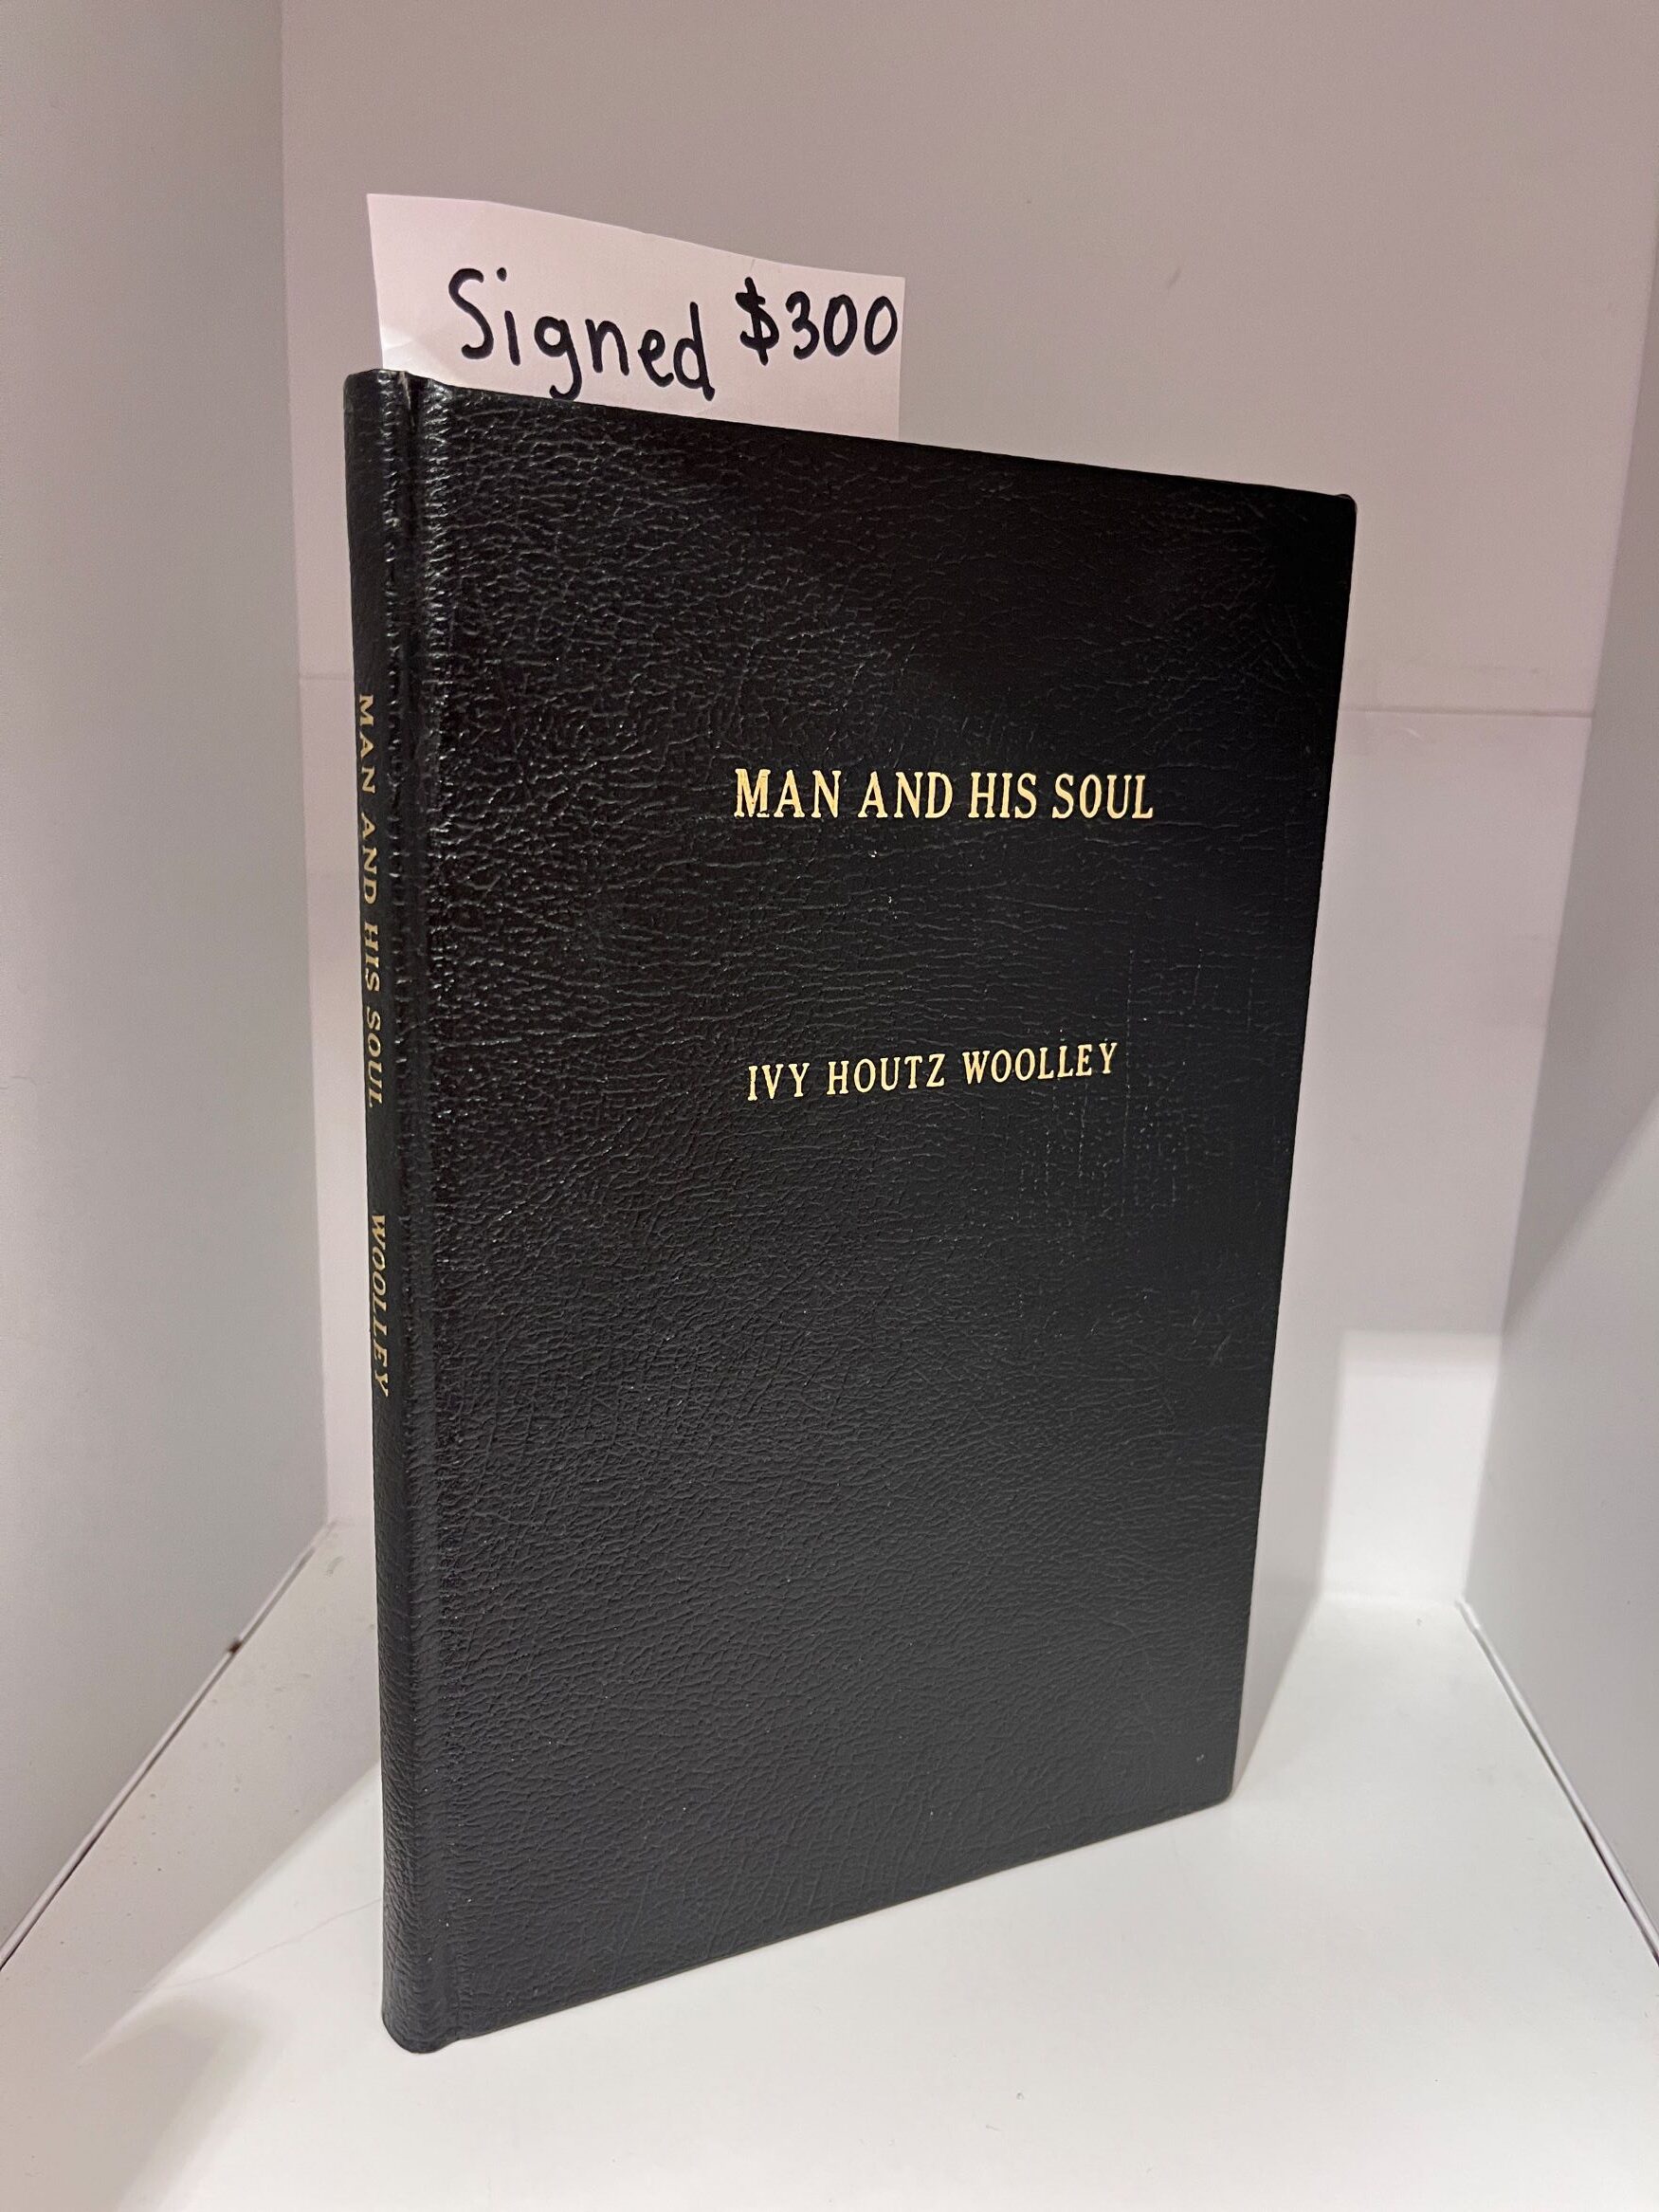 Signed $300
MAN AND HIS SOUL
IVY HOUTZ WOOLLEY
MAN AND HIS SOUL WOOLLEY